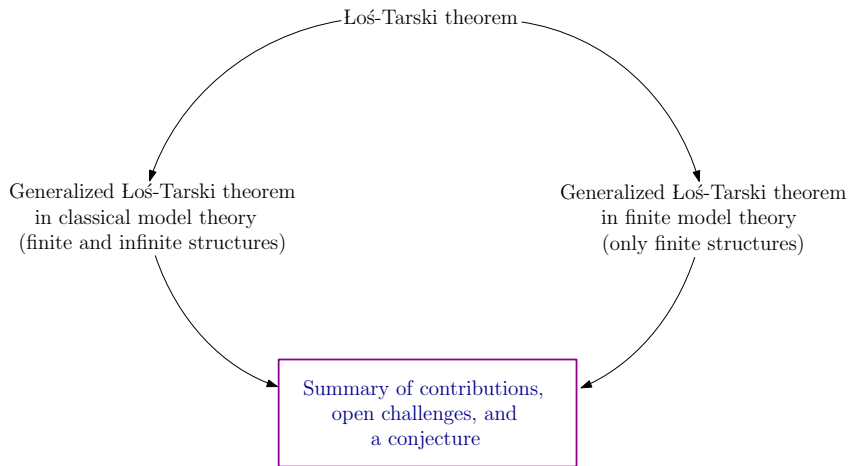 Łoś-Tarski theorem
Generalized Łoś-Tarski theorem
in classical model theory
(finite and infinite structures)
Generalized Łoś-Tarski theorem
in finite model theory
(only finite structures)
Summary of contributions,
open challenges, and
a conjecture